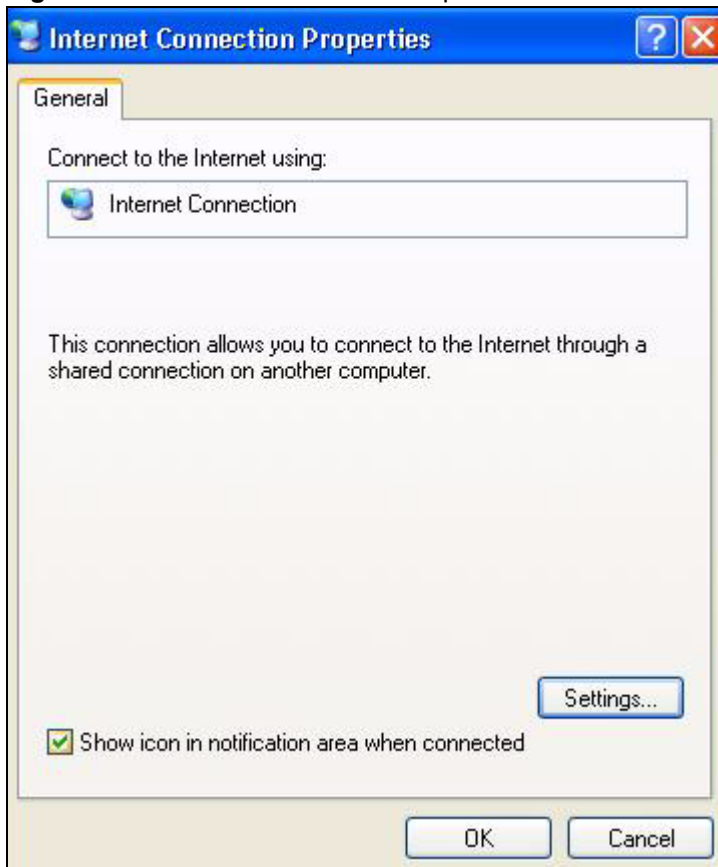 Internet Connection Properties
General
Connect to the Internet using:
Internet Connection
This connection allows you to connect to the Internet through a
shared connection on another computer.
Settings...
Show icon in notification area when connected
OK
Cancel